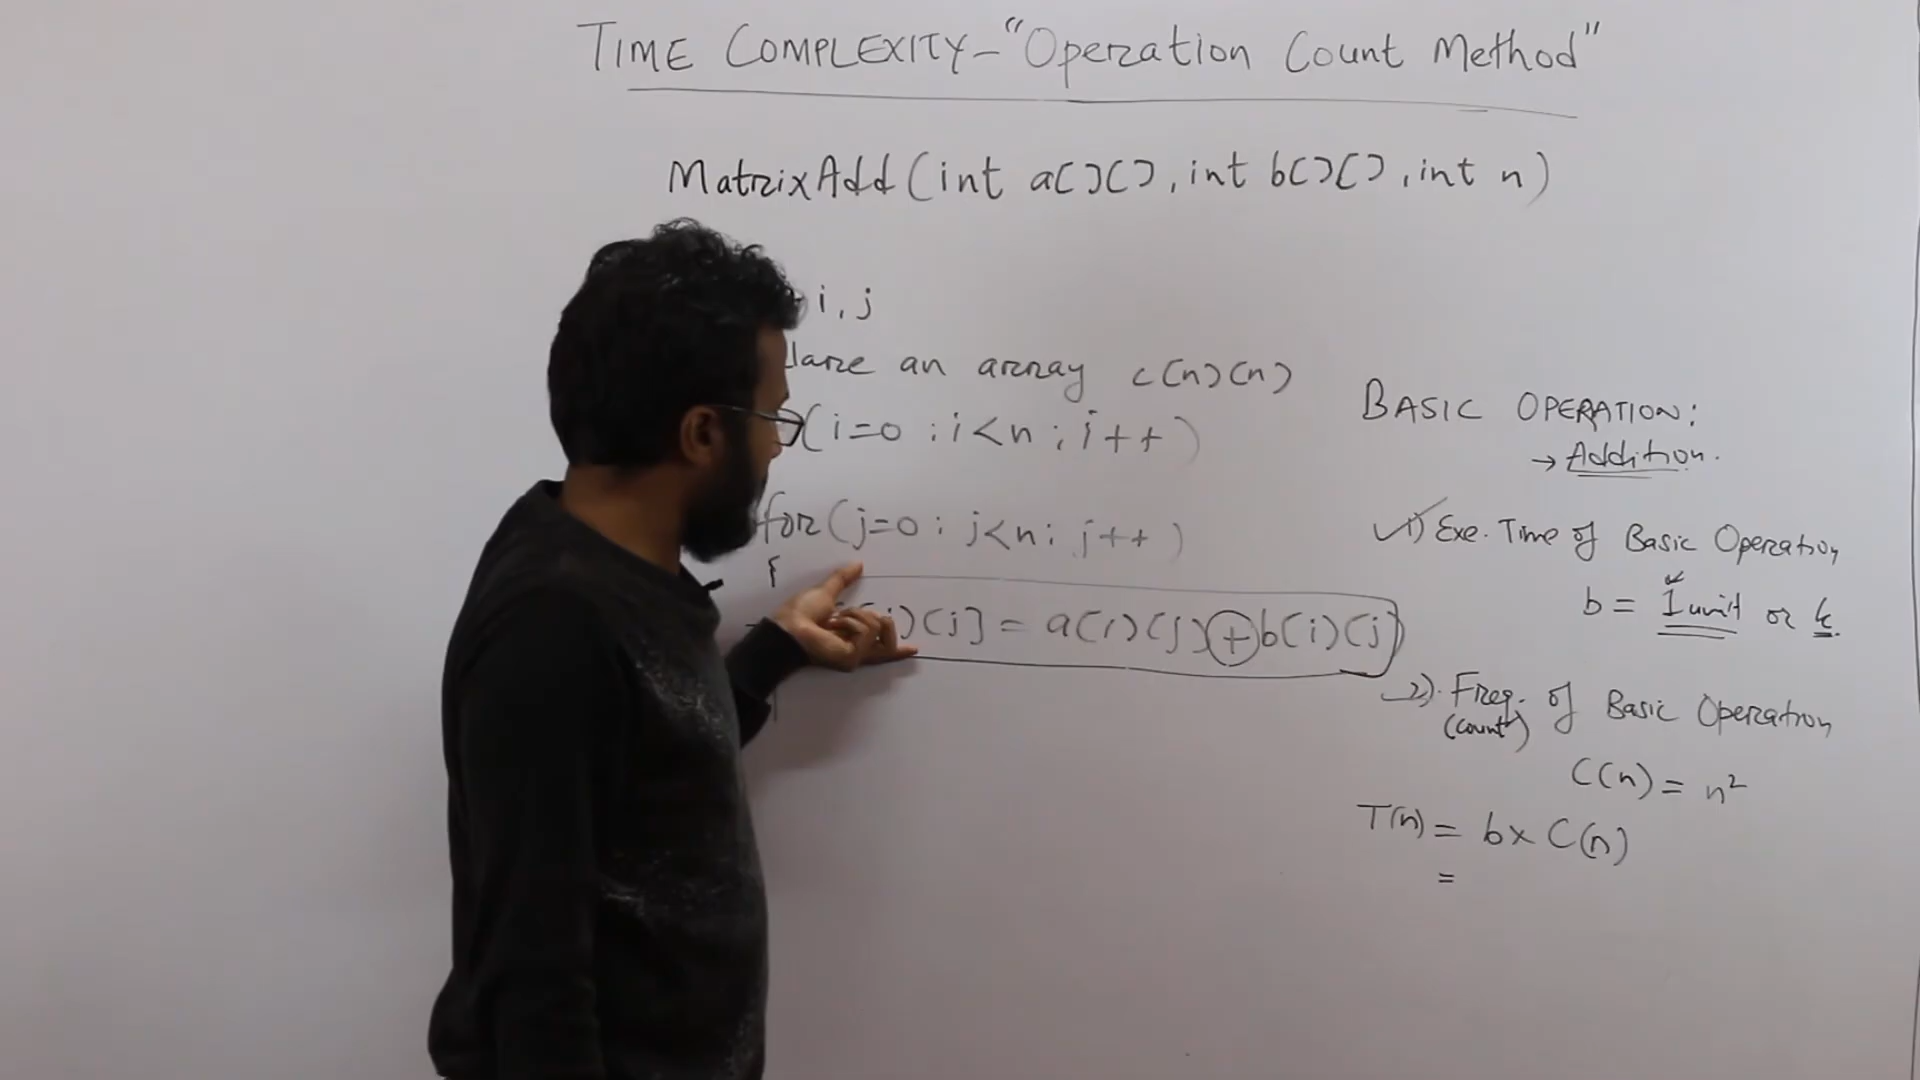 TIME COMPLEXITY - "Operation Count Method"
MatrixAdd (int a[][], int b[][], int n)
i, j
an array c[n][n]
(i=0 ; i<n ; i++)
for (j=0 ; j<n ; j++)
{
[j] = a[i][j] + b[i][j]
BASIC OPERATION:
→ Addition.
1) Exe. Time of Basic Operation
b = 1 unit or k.
2). Freq. of Basic Operation
(count)
C(n) = n²
T(n) = b x C(n)
=